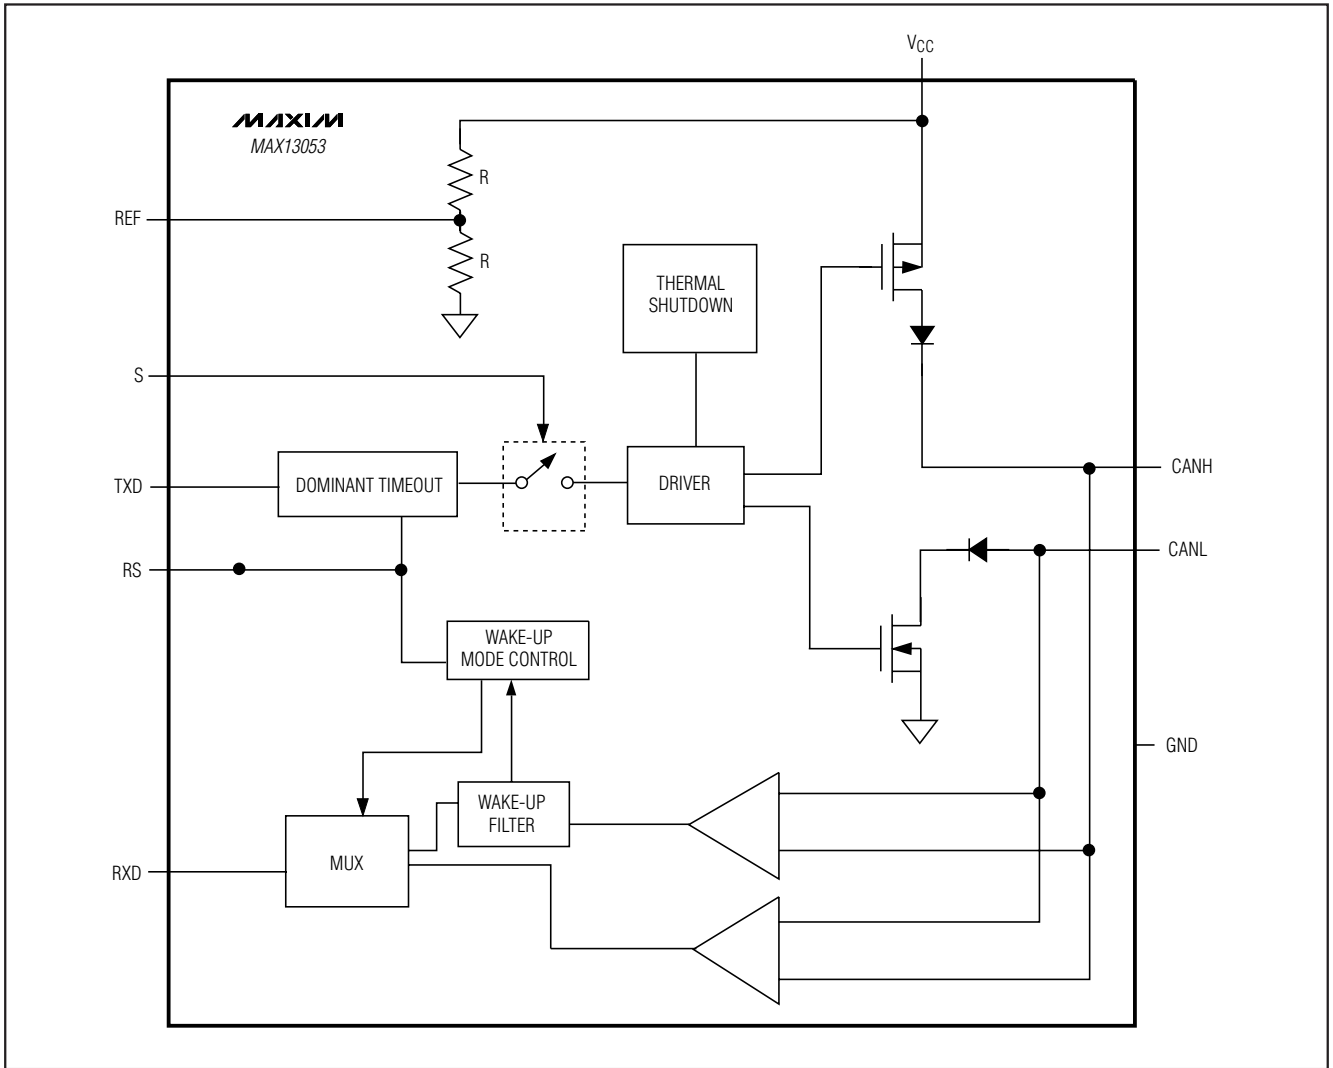 VCC
MAXIM
MAX13053
R
REF
R
THERMAL
SHUTDOWN
S
CANH
TXD
DOMINANT TIMEOUT
DRIVER
CANL
RS
WAKE-UP
MODE CONTROL
GND
WAKE-UP
FILTER
MUX
RXD